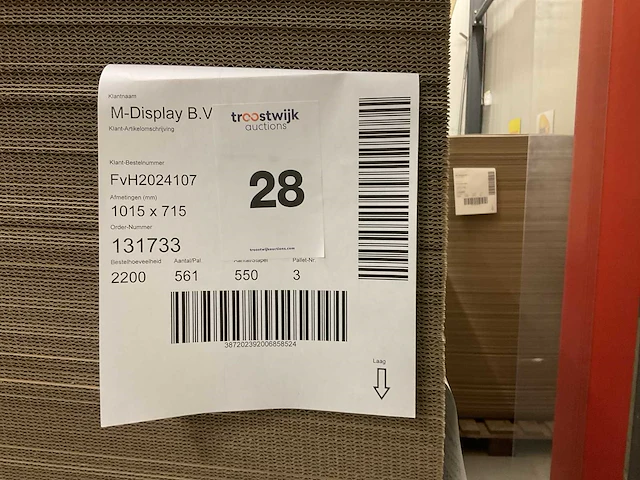 Klantnaam
M-Display B.V
Klant-Artikelomschrijving
troostwijk
auctions
28
troostwijkauctions.com
Klant-Bestelnummer
FvH2024107
Afmetingen (mm)
1015 x 715
Order-Nummer
131733
Bestelhoeveelheid Aantal/Pal Pallet-Nr
2200 561 550 3
387202392006858524
Laag